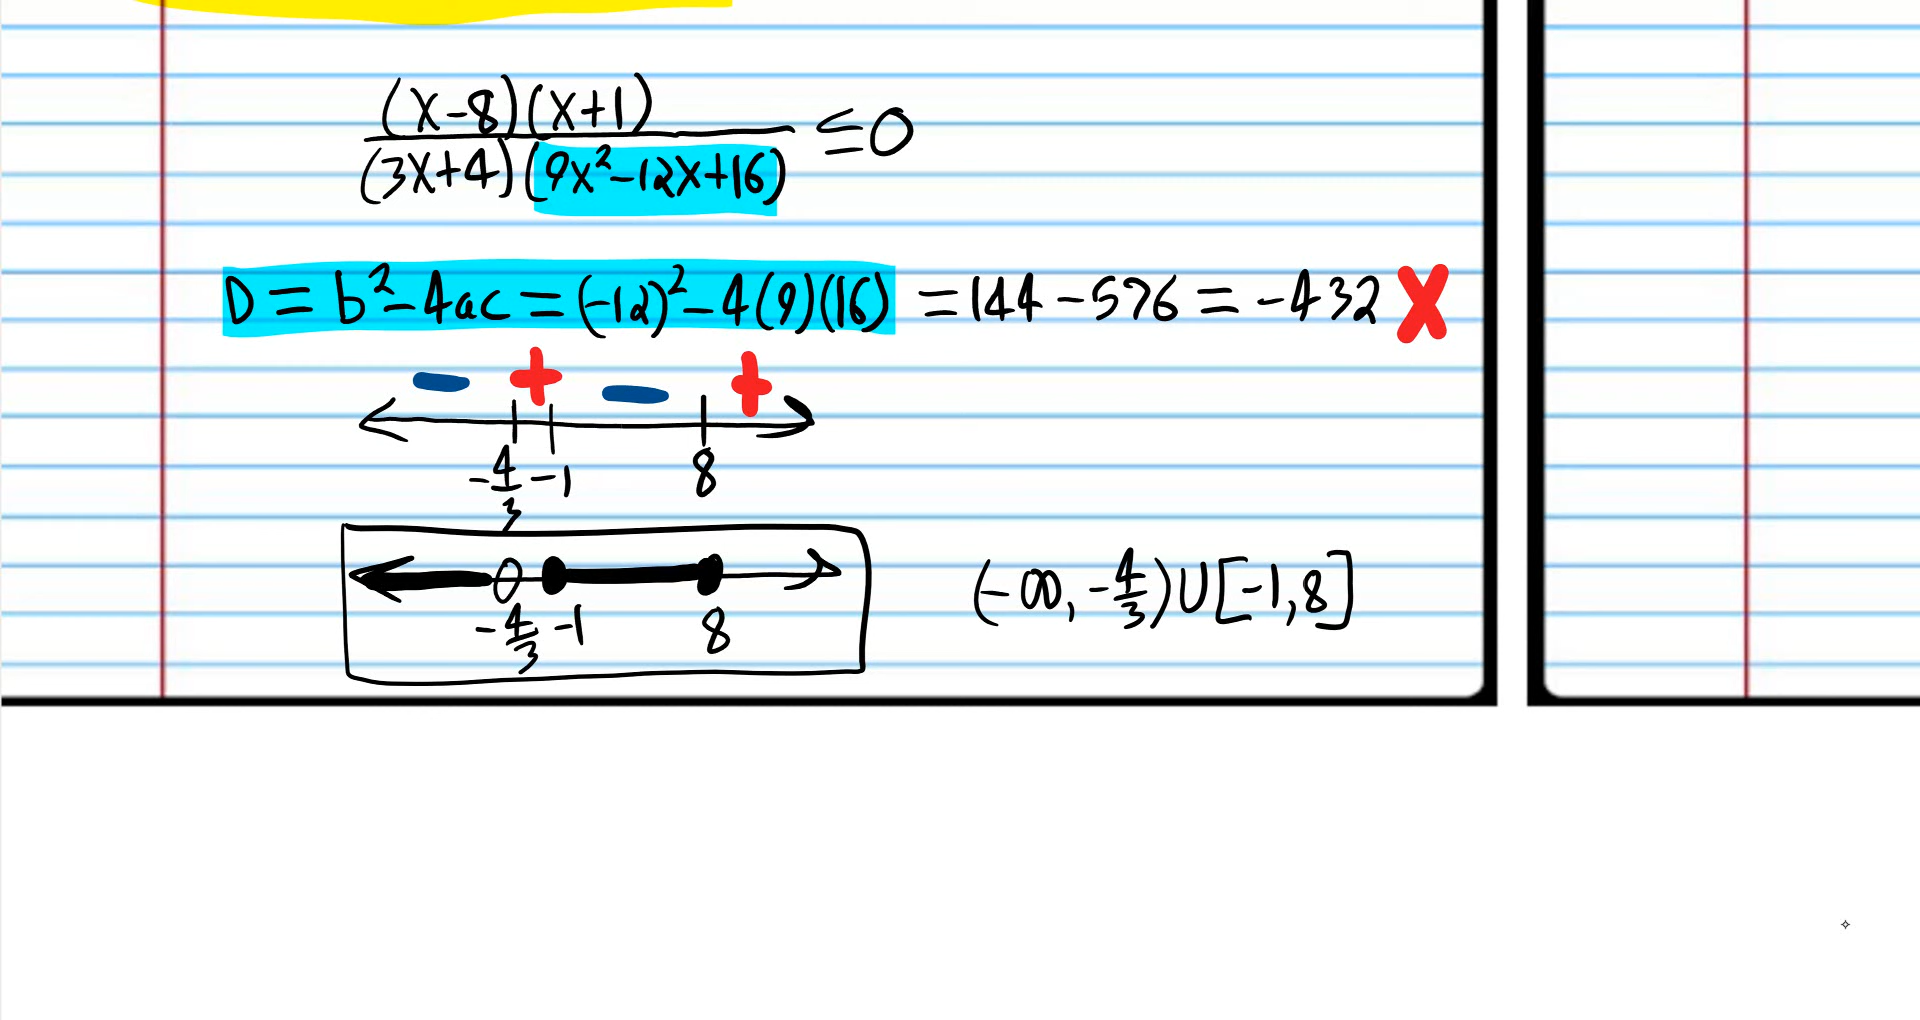 (x-8)(x+1)
(3x+4)(9x²-12x+16) ≤0
D = b²-4ac = (-12)²-4(9)(16) = 144-576 = -432 X
- + - +
-4/3 -1 8
-4/3 -1 8
(-∞, -4/3)U[-1,8]